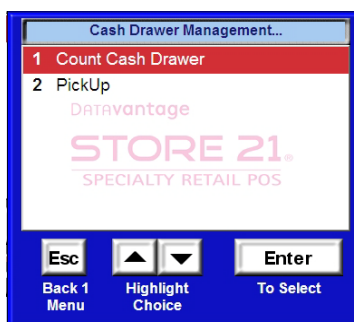 Cash Drawer Management...
1 Count Cash Drawer
2 PickUp
DATAVantage
STORE 21®
SPECIALTY RETAIL POS
Esc
Enter
Back 1 Menu
Highlight Choice
To Select